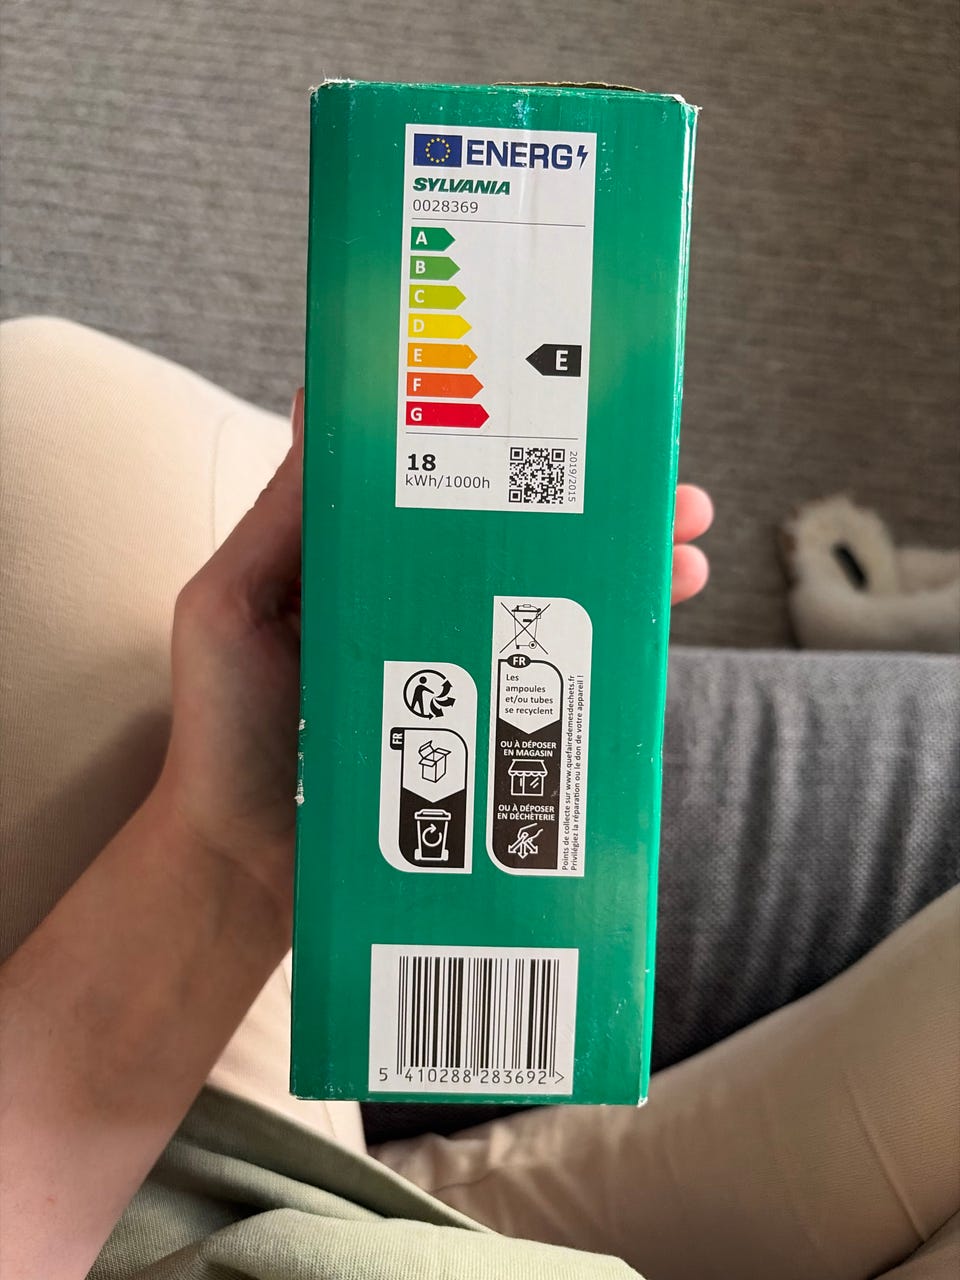 ENERG
SYLVANIA
0028369
A
B
C
D
E
E
F
G
18
kWh/1000h
2019/2015
FR
Les
ampoules
et/ou tubes
se recyclent
OU À DÉPOSER
EN MAGASIN
OU À DÉPOSER
EN DÉCHÈTERIE
Points de collecte sur www.quefairedemesdechets.fr
Privilégiez la réparation ou le don de votre appareil !
FR
5 410288 283692 >